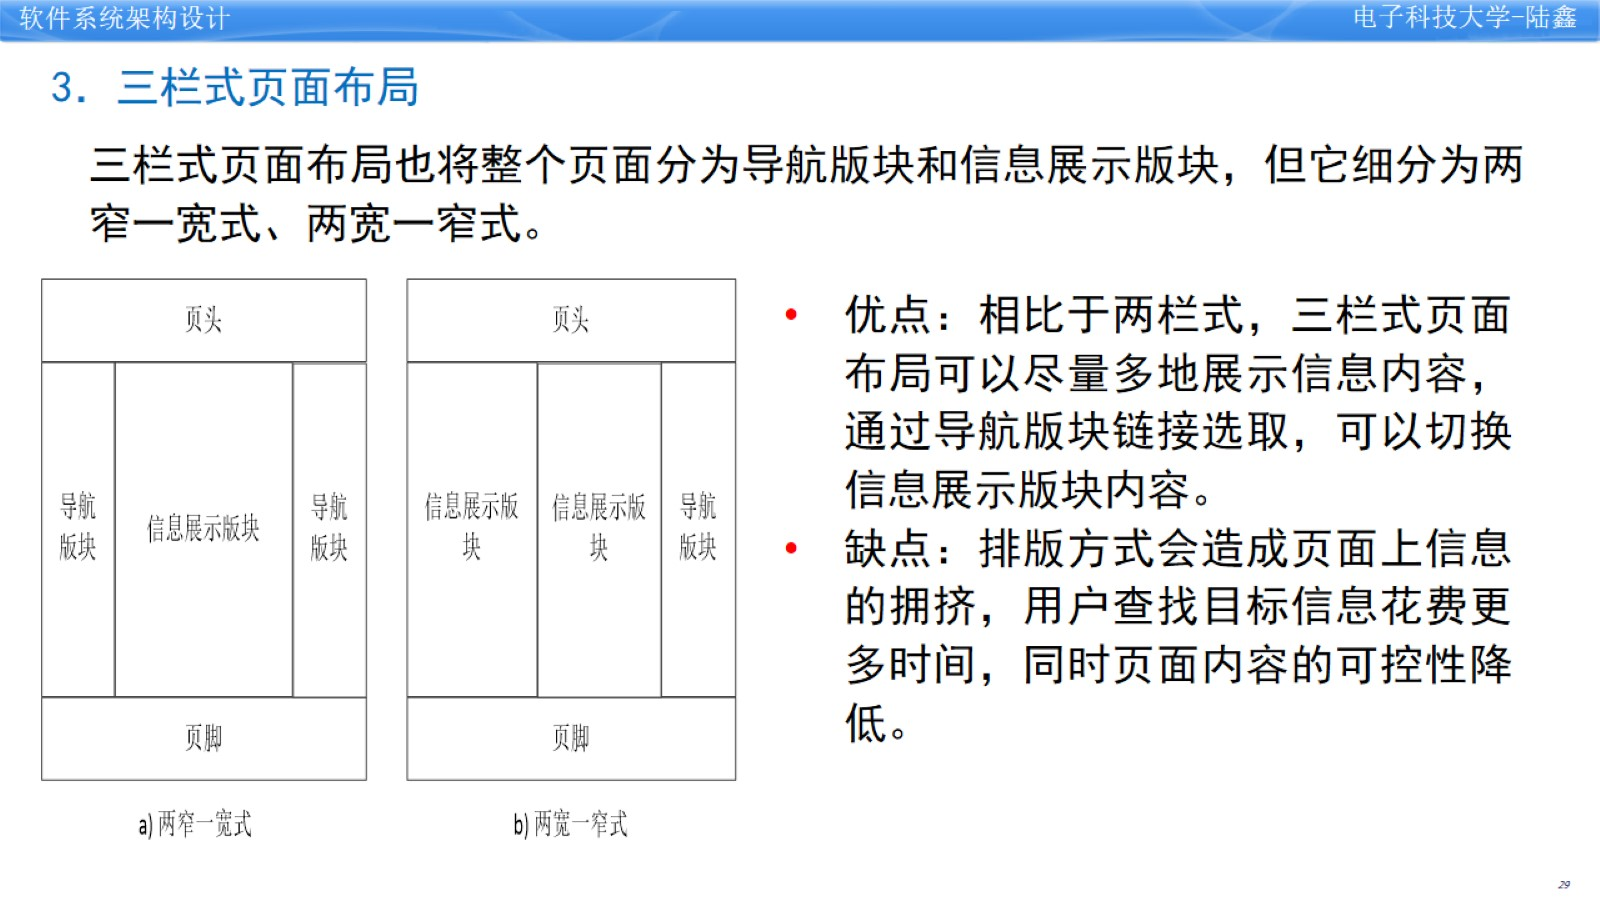 软件系统架构设计
电子科技大学-陆鑫
3. 三栏式页面布局
三栏式页面布局也将整个页面分为导航版块和信息展示版块，但它细分为两
窄一宽式、两宽一窄式。
页头
导航
版块
信息展示版块
导航
版块
页脚
a) 两窄一宽式
页头
信息展示版
块
信息展示版
块
导航
版块
页脚
b) 两宽一窄式
• 优点：相比于两栏式，三栏式页面
布局可以尽量多地展示信息内容，
通过导航版块链接选取，可以切换
信息展示版块内容。
• 缺点：排版方式会造成页面上信息
的拥挤，用户查找目标信息花费更
多时间，同时页面内容的可控性降
低。
29